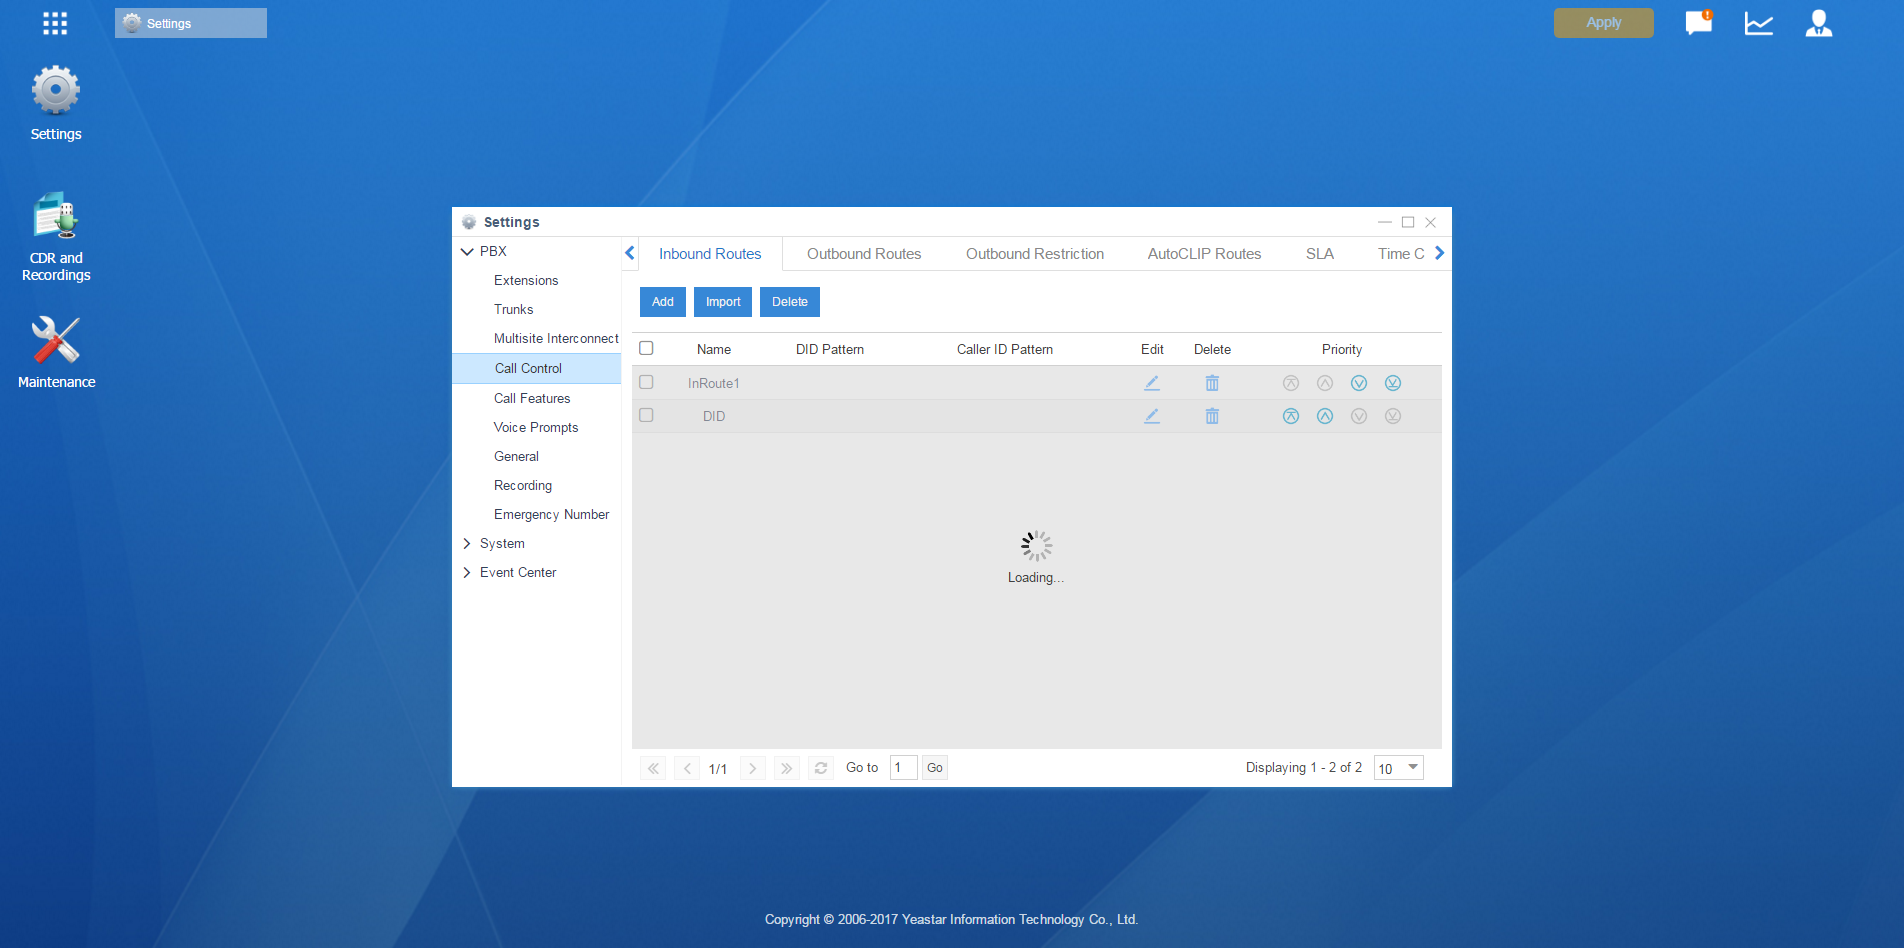 Settings
Apply
Settings
CDR and
Recordings
Maintenance
Settings
PBX
Extensions
Trunks
Multisite Interconnect
Call Control
Call Features
Voice Prompts
General
Recording
Emergency Number
System
Event Center
Inbound Routes Outbound Routes Outbound Restriction AutoCLIP Routes SLA Time C
Add Import Delete
Name DID Pattern Caller ID Pattern Edit Delete Priority
InRoute1
DID
Loading...
1/1 Go to 1 Go Displaying 1 - 2 of 2 10
Copyright © 2006-2017 Yeastar Information Technology Co., Ltd.